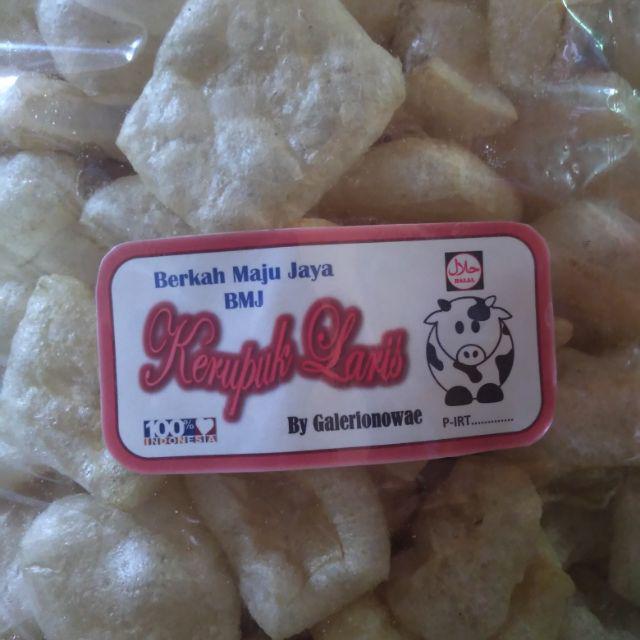 Berkah Maju Jaya
BMJ
حلال
HALAL
Kerupuk Laris
100%
INDONESIA
By Galerionowae
P-IRT.............